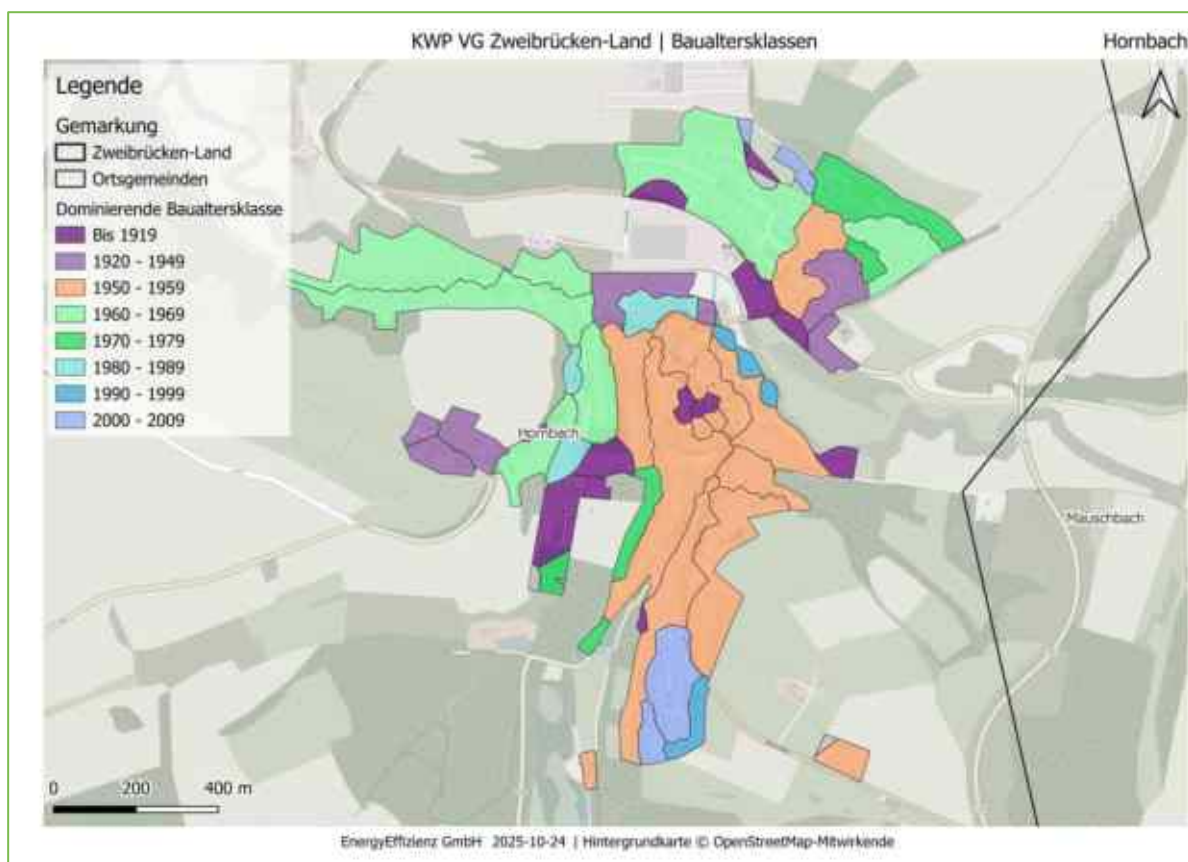 KWP VG Zweibrücken-Land | Baualtersklassen
Hornbach
Legende
Gemarkung
Zweibrücken-Land
Ortsgemeinden
Dominierende Baualtersklasse
Bis 1919
1920 - 1949
1950 - 1959
1960 - 1969
1970 - 1979
1980 - 1989
1990 - 1999
2000 - 2009
Hornbach
Mauschbach
0 200 400 m
EnergyEffizienz GmbH 2025-10-24 | Hintergrundkarte © OpenStreetMap-Mitwirkende